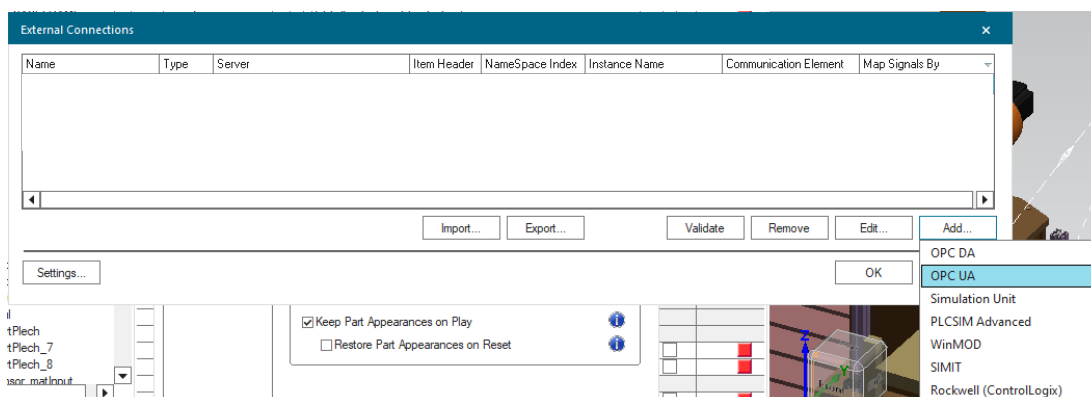 External Connections
Name Type Server Item Header NameSpace Index Instance Name Communication Element Map Signals By
Import... Export... Validate Remove Edit... Add...
Settings... OK
OPC DA
OPC UA
Simulation Unit
PLCSIM Advanced
WinMOD
SIMIT
Rockwell (ControlLogix)
tPlech
tPlech_7
tPlech_8
nsor_matInput
Keep Part Appearances on Play
Restore Part Appearances on Reset
Z
Y